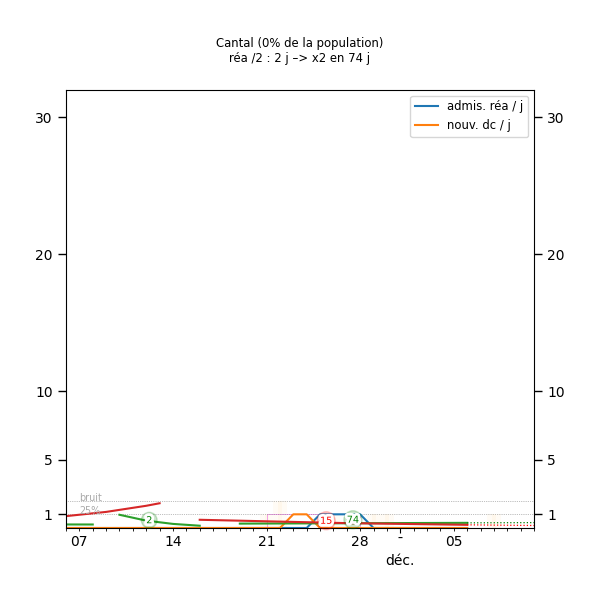 Cantal (0% de la population)
réa /2 : 2 j –> x2 en 74 j
admis. réa / j
nouv. dc / j
30 30
20 20
10 10
5 5
bruit
25%
1 1
2 15 74
07 14 21 28 - 05
déc.